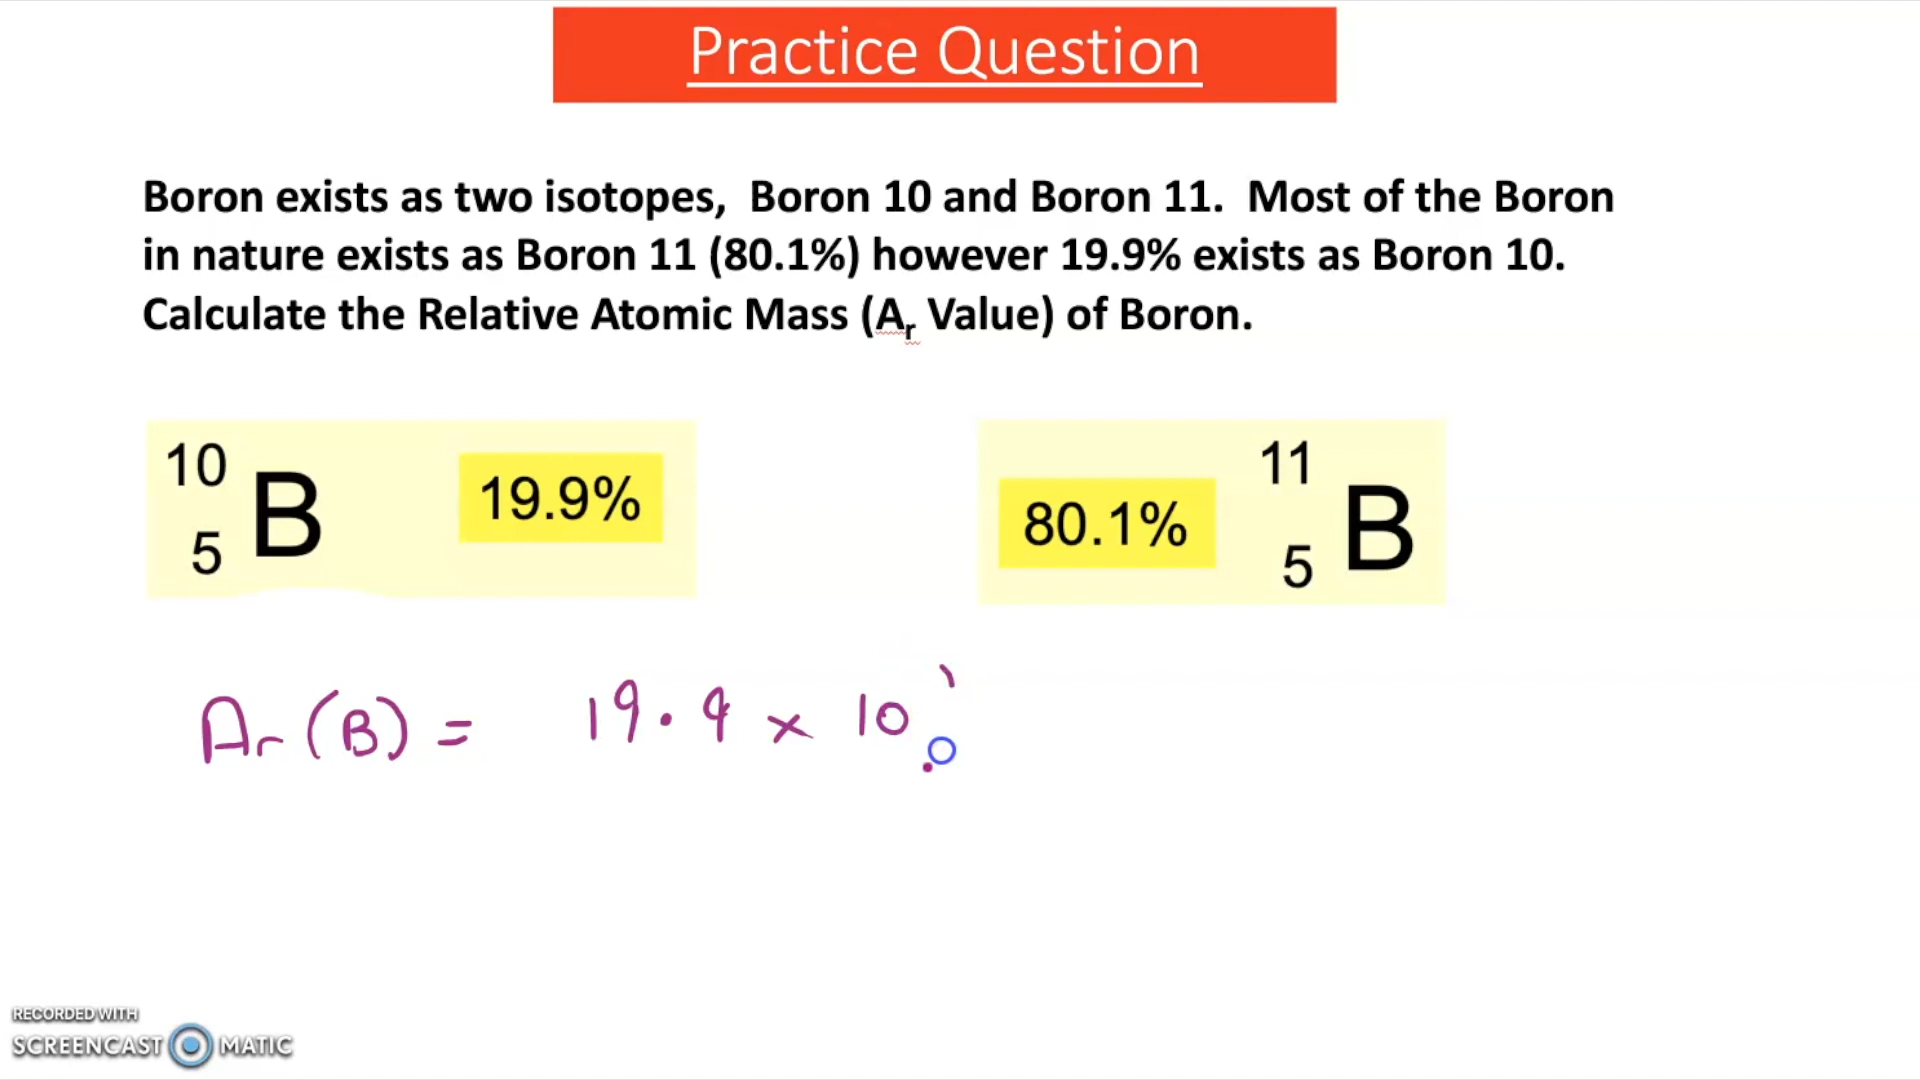 Practice Question
Boron exists as two isotopes, Boron 10 and Boron 11. Most of the Boron
in nature exists as Boron 11 (80.1%) however 19.9% exists as Boron 10.
Calculate the Relative Atomic Mass (Ar Value) of Boron.
10
5
B
19.9%
80.1%
11
5
B
Ar (B) = 19.9 x 10
RECORDED WITH
SCREENCAST MATIC